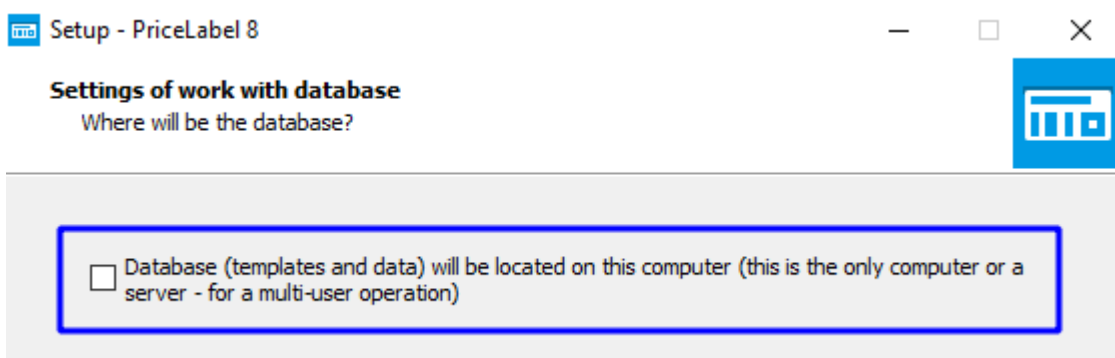 Setup - PriceLabel 8
Settings of work with database
Where will be the database?
Database (templates and data) will be located on this computer (this is the only computer or a
server - for a multi-user operation)